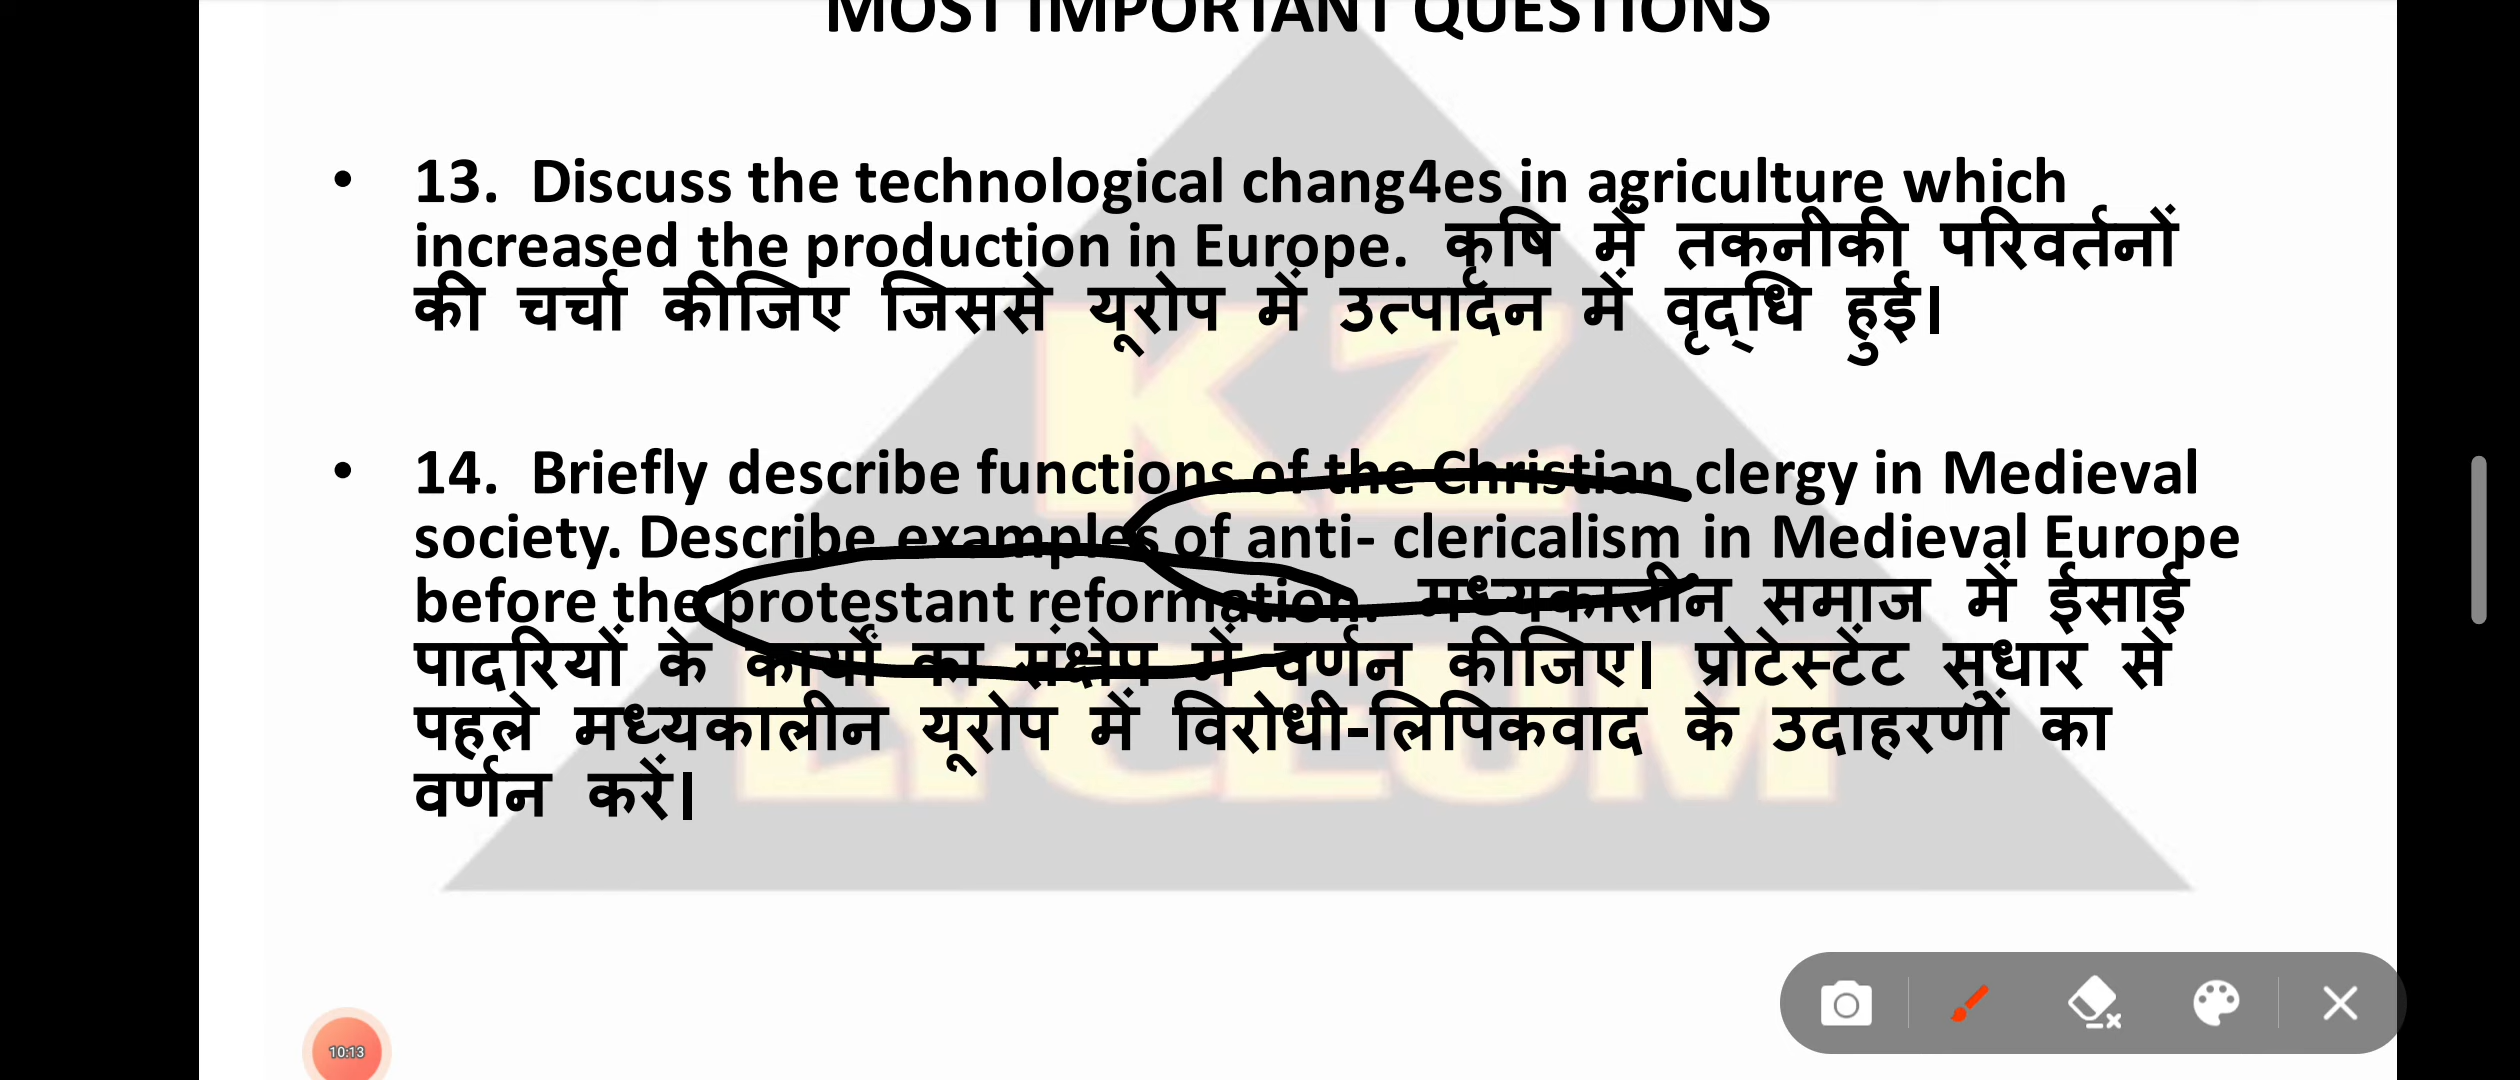 MOST IMPORTANT QUESTIONS
• 13. Discuss the technological chang4es in agriculture which
increased the production in Europe. कृषि में तकनीकी परिवर्तनों
की चर्चा कीजिए जिससे यूरोप में उत्पादन में वृद्धि हुई।
• 14. Briefly describe functions of the Christian clergy in Medieval
society. Describe examples of anti- clericalism in Medieval Europe
before the protestant reformation. मध्यकालीन समाज में ईसाई
पादरियों के कार्यों का संक्षेप में वर्णन कीजिए। प्रोटेस्टेंट सुधार से
पहले मध्यकालीन यूरोप में विरोधी-लिपिकवाद के उदाहरणों का
वर्णन करें।
KZ
LYCEUM
10:13